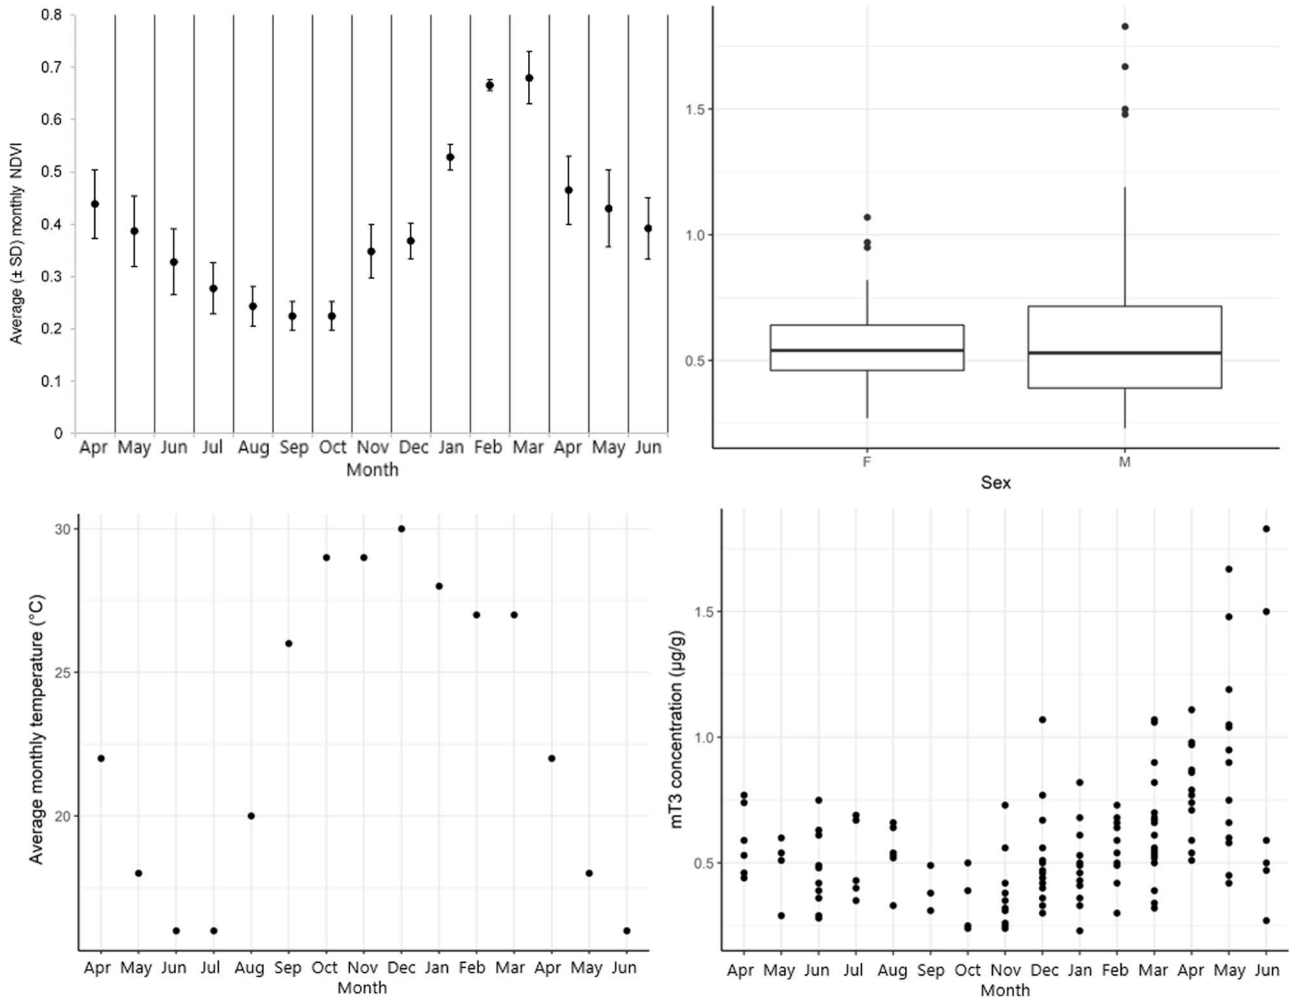 Average (± SD) monthly NDVI
0.8
0.7
0.6
0.5
0.4
0.3
0.2
0.1
0
Apr May Jun Jul Aug Sep Oct Nov Dec Jan Feb Mar Apr May Jun
Month
1.5
1.0
0.5
F M
Sex
Average monthly temperature (°C)
30
25
20
Apr May Jun Jul Aug Sep Oct Nov Dec Jan Feb Mar Apr May Jun
Month
mT3 concentration (µg/g)
1.5
1.0
0.5
Apr May Jun Jul Aug Sep Oct Nov Dec Jan Feb Mar Apr May Jun
Month